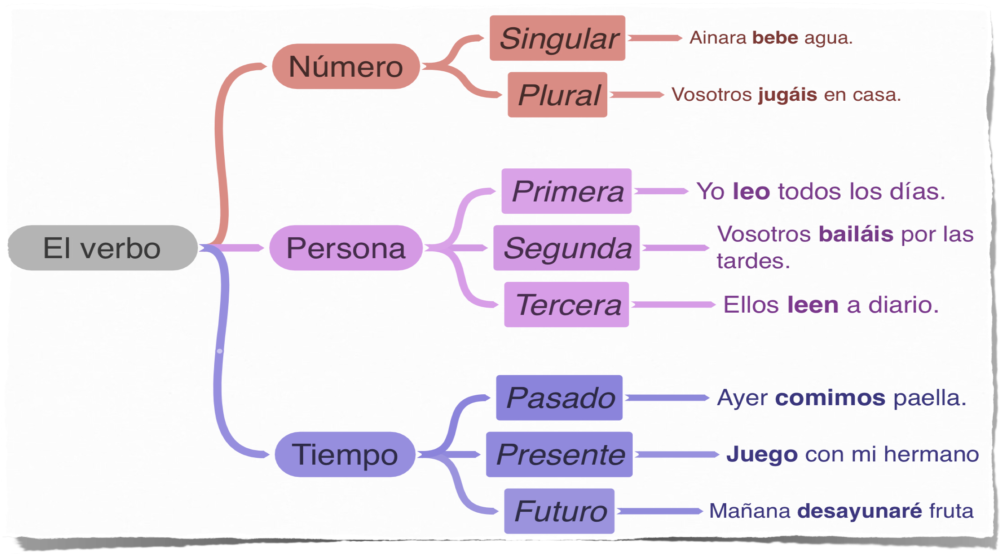 El verbo
Número
Singular
Ainara bebe agua.
Plural
Vosotros jugáis en casa.
Persona
Primera
Yo leo todos los días.
Segunda
Vosotros bailáis por las
tardes.
Tercera
Ellos leen a diario.
Tiempo
Pasado
Ayer comimos paella.
Presente
Juego con mi hermano
Futuro
Mañana desayunaré fruta